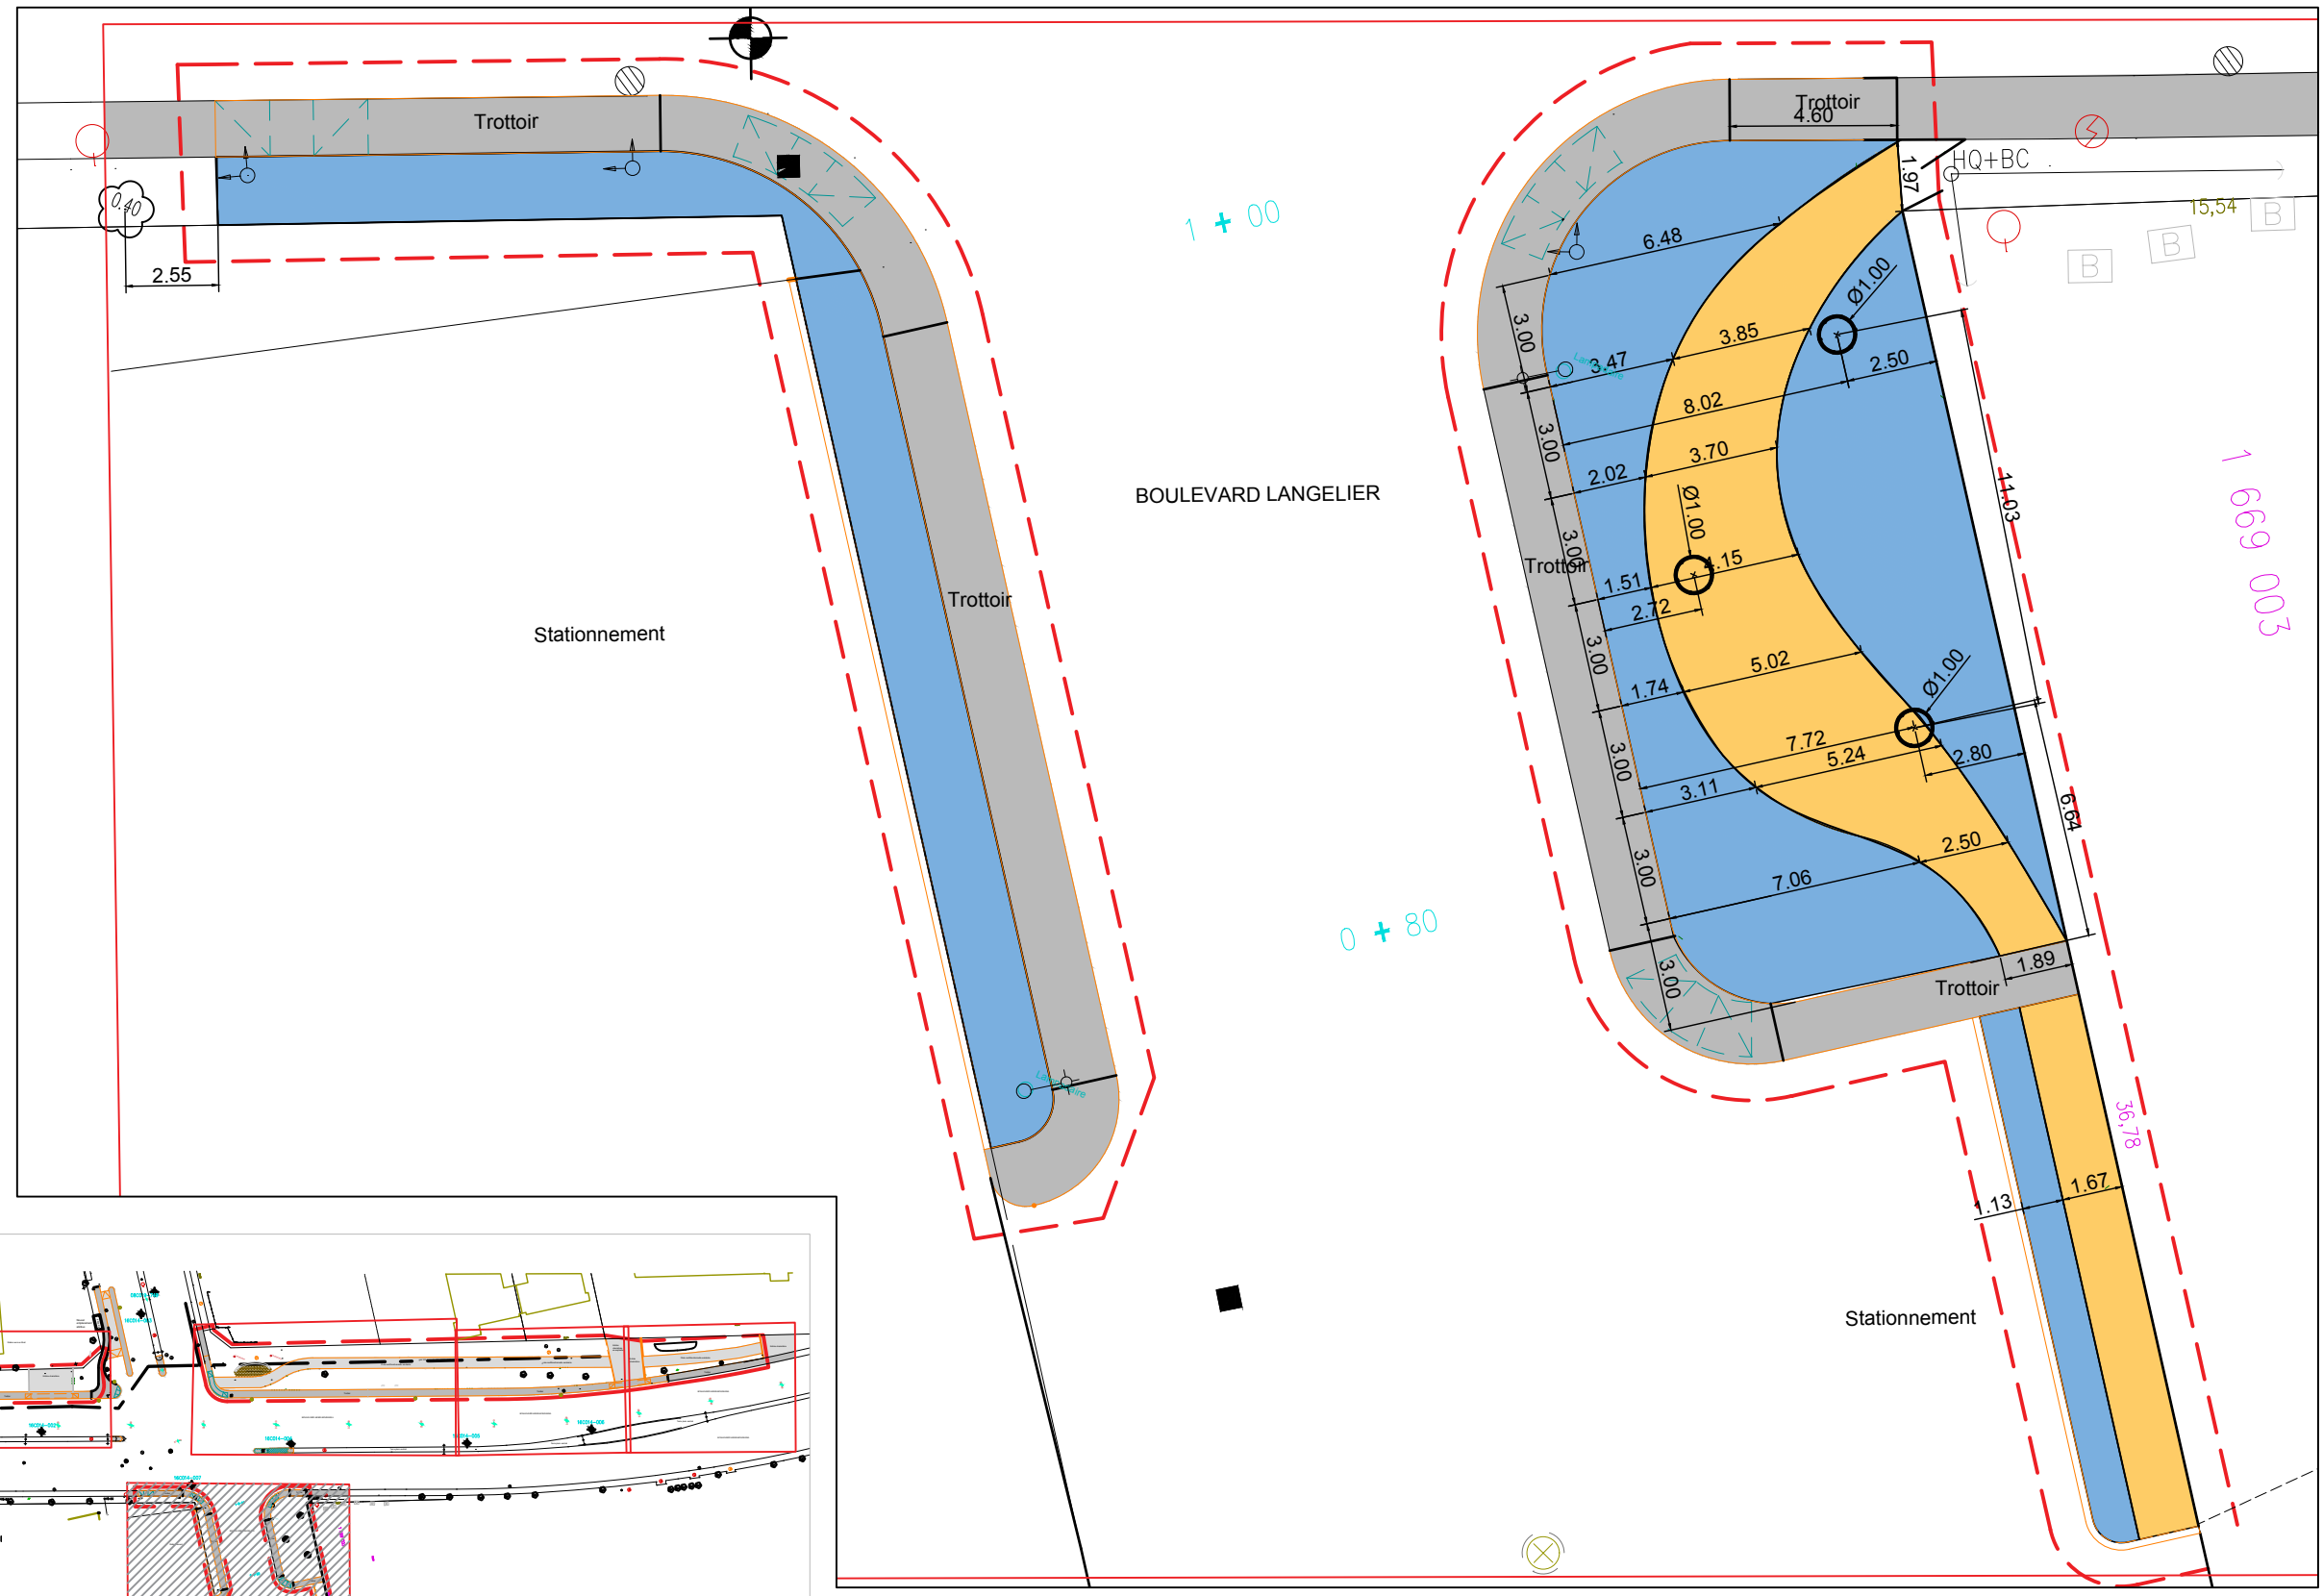 Trottoir
Trottoir
4.60
HQ+BC
1.97
15,54
B
B
B
0.40
2.55
1 + 00
6.48
Ø1.00
3.00
3.47
3.85
2.50
8.02
3.00
2.02
3.70
BOULEVARD LANGELIER
Ø1.00
11.03
1 669 003
3.00
Trottoir
4.15
1.51
2.72
Trottoir
Stationnement
3.00
1.74
5.02
Ø1.00
7.72
5.24
2.80
3.00
3.11
6.64
2.50
3.00
7.06
0 + 80
3.00
1.89
Trottoir
36,78
1.13
1.67
Stationnement